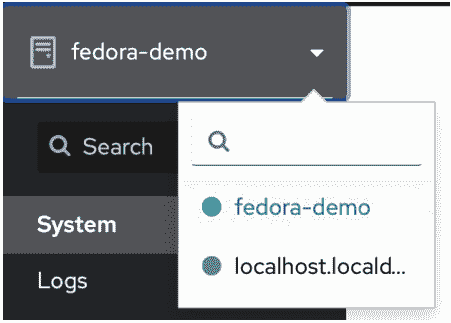 fedora-demo
Search
System
Logs
fedora-demo
localhost.locald...